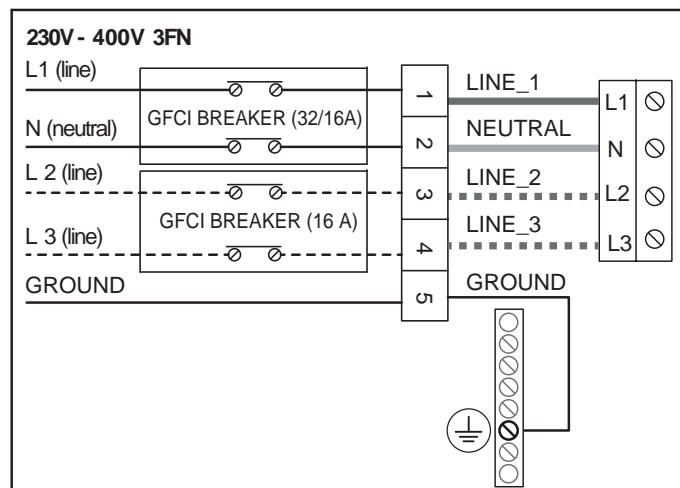 230V - 400V 3FN
L1 (line)
GFCI BREAKER (32/16A)
N (neutral)
L 2 (line)
GFCI BREAKER (16 A)
L 3 (line)
GROUND
1
2
3
4
5
LINE_1
NEUTRAL
LINE_2
LINE_3
GROUND
L1
N
L2
L3